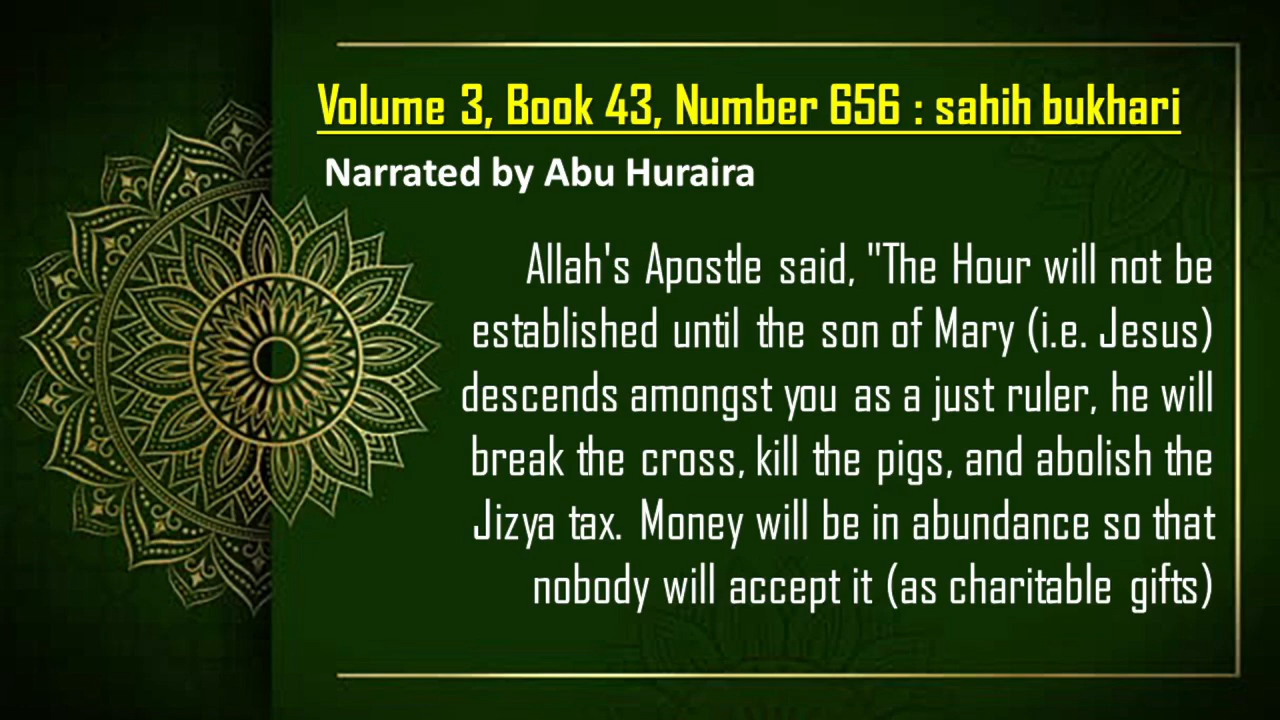 Volume 3, Book 43, Number 656 : sahih bukhari
Narrated by Abu Huraira
Allah's Apostle said, "The Hour will not be
established until the son of Mary (i.e. Jesus)
descends amongst you as a just ruler, he will
break the cross, kill the pigs, and abolish the
Jizya tax. Money will be in abundance so that
nobody will accept it (as charitable gifts)